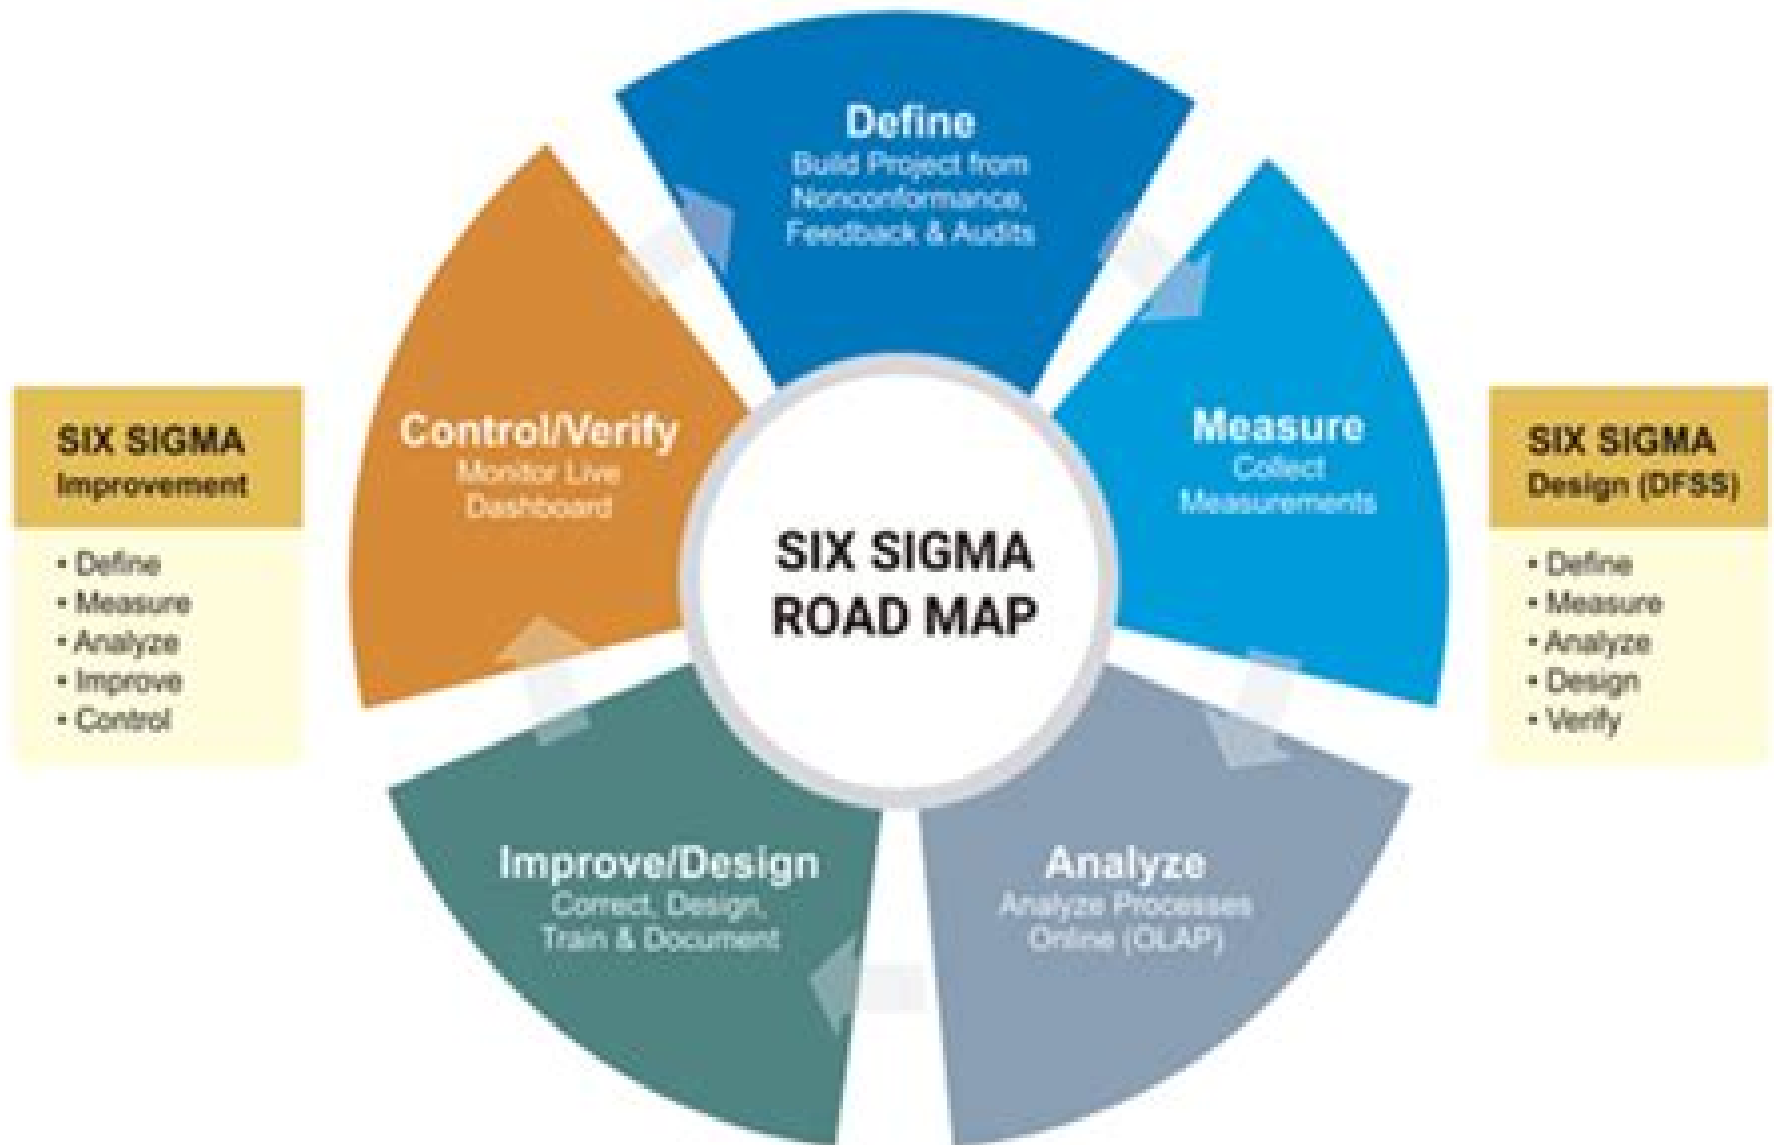 Define
Build Project from
Nonconformance,
Feedback & Audits
Measure
Collect
Measurements
Analyze
Analyze Processes
Online (OLAP)
Improve/Design
Correct, Design,
Train & Document
Control/Verify
Monitor Live
Dashboard
SIX SIGMA
ROAD MAP
SIX SIGMA
Improvement
• Define
• Measure
• Analyze
• Improve
• Control
SIX SIGMA
Design (DFSS)
• Define
• Measure
• Analyze
• Design
• Verify